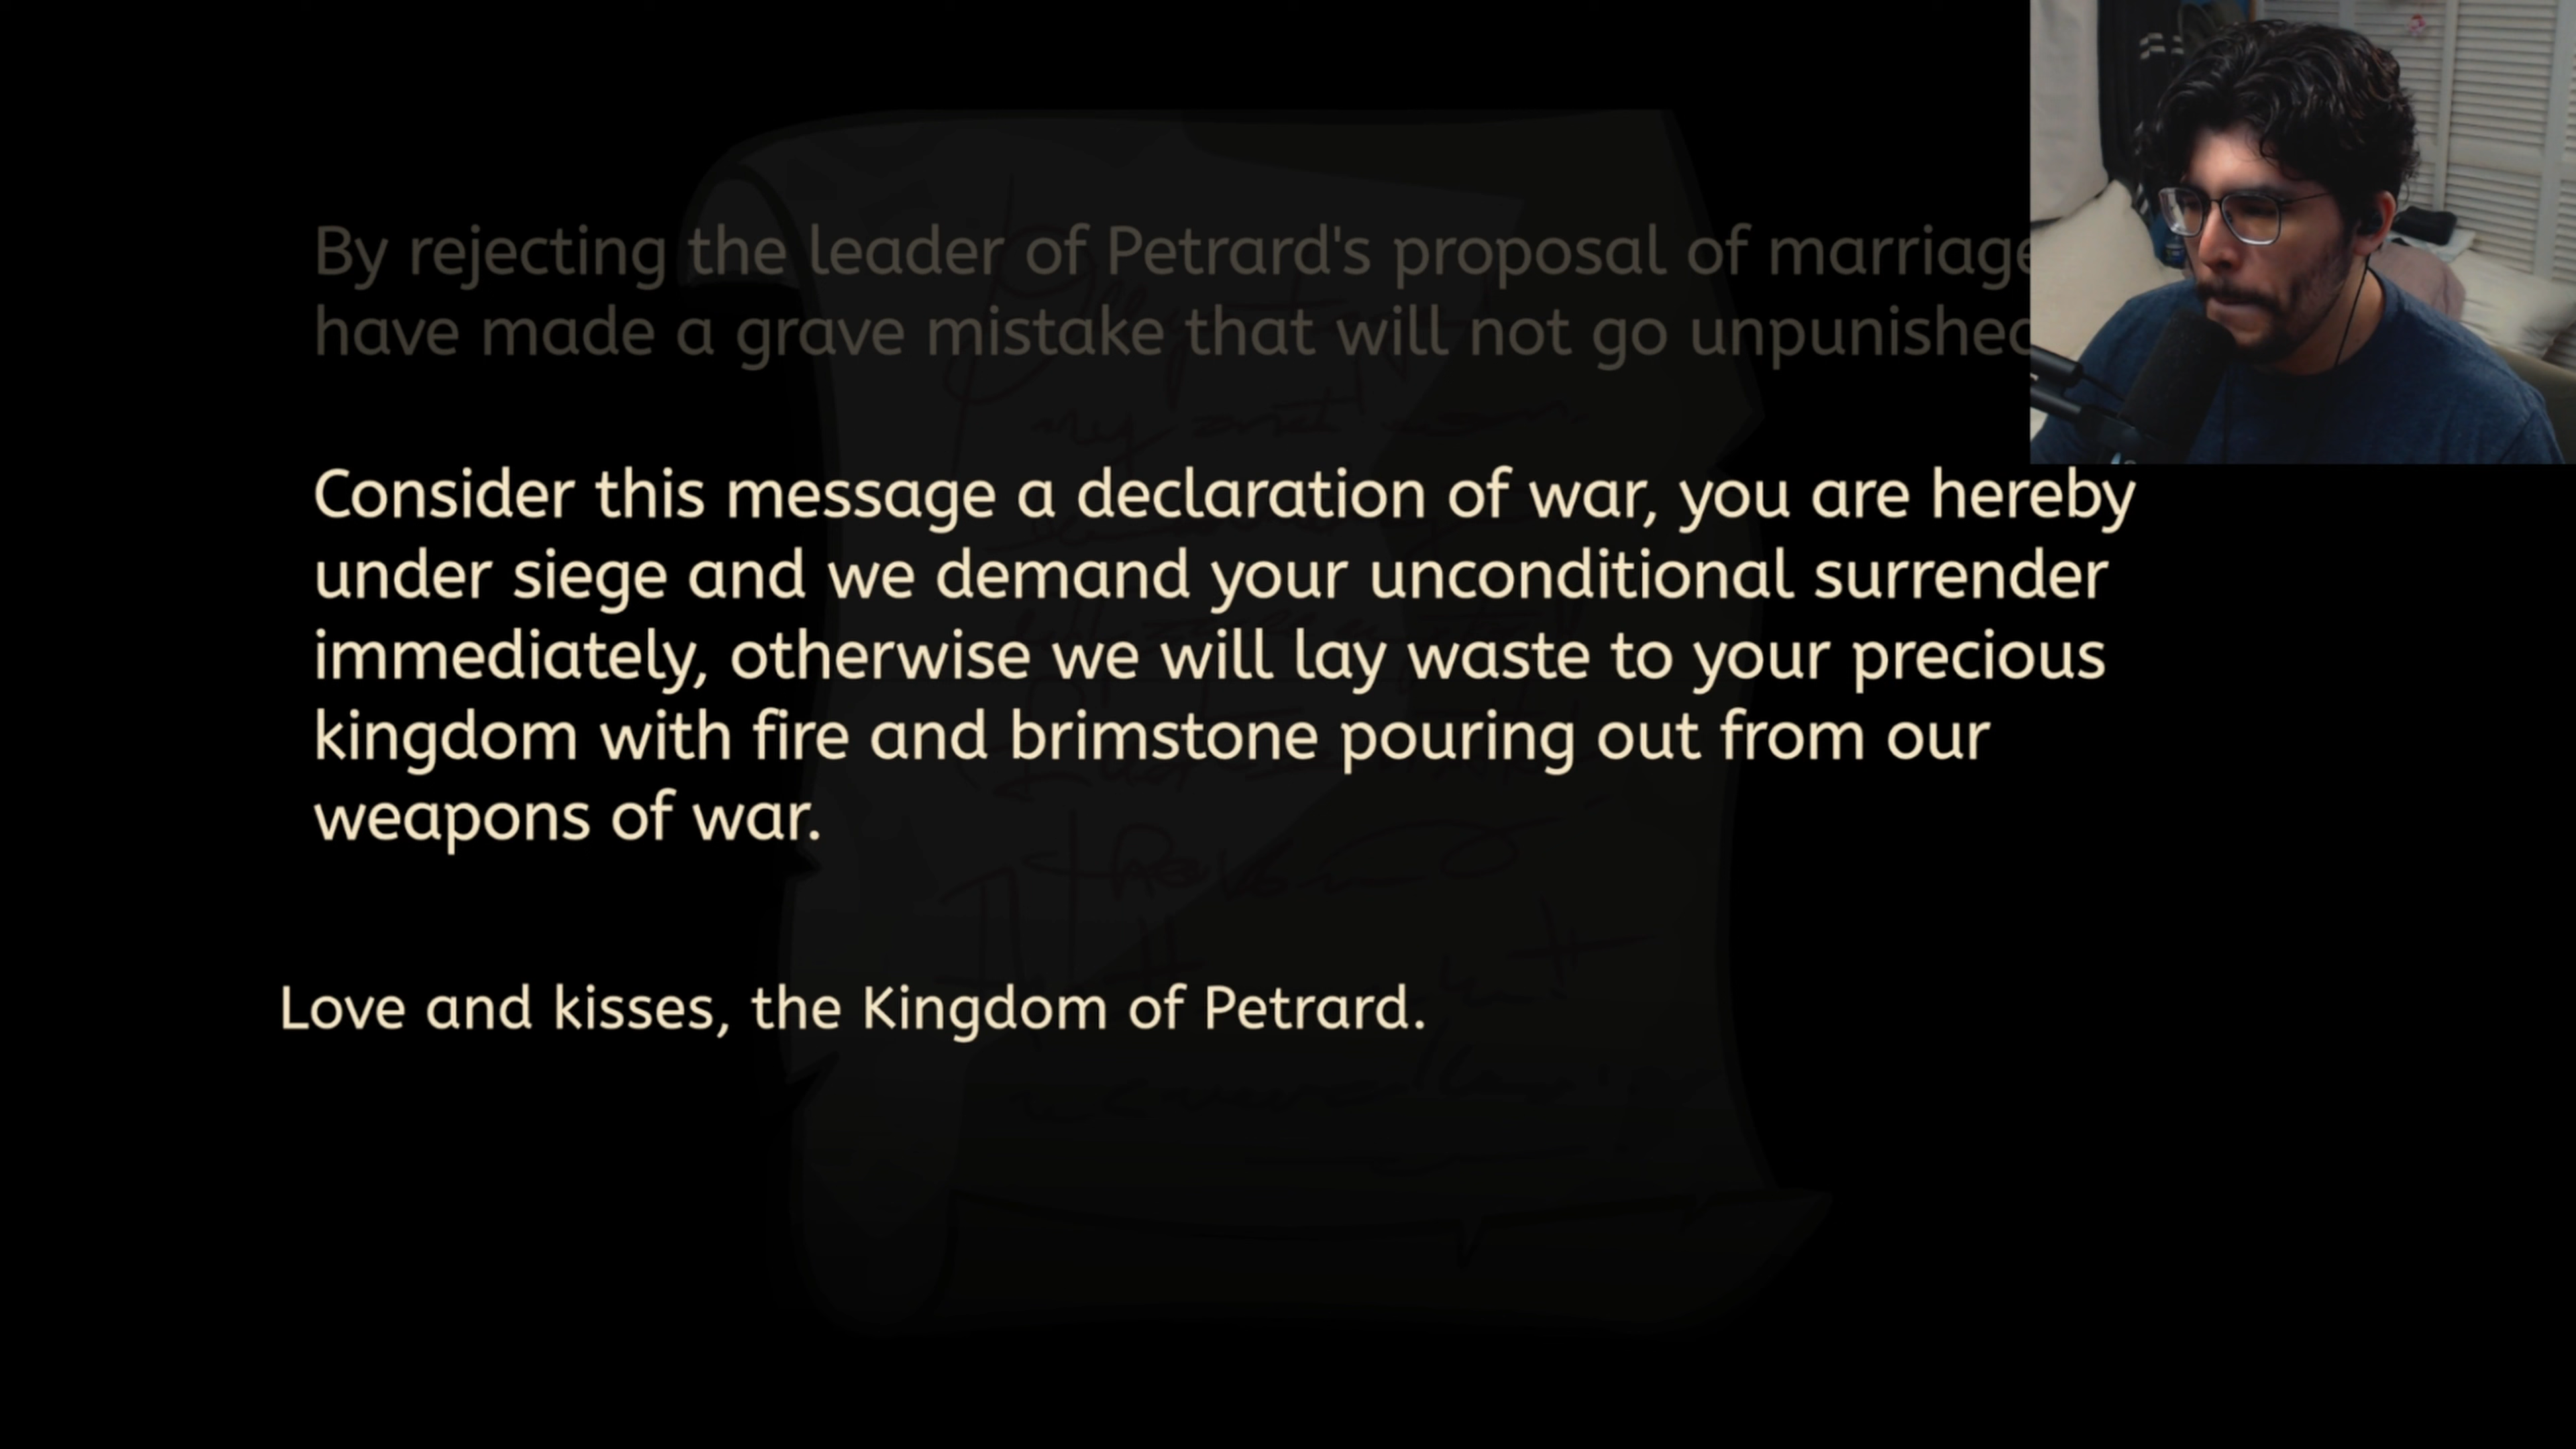 By rejecting the leader of Petrard's proposal of marriage
have made a grave mistake that will not go unpunished
Consider this message a declaration of war, you are hereby
under siege and we demand your unconditional surrender
immediately, otherwise we will lay waste to your precious
kingdom with fire and brimstone pouring out from our
weapons of war.
Love and kisses, the Kingdom of Petrard.